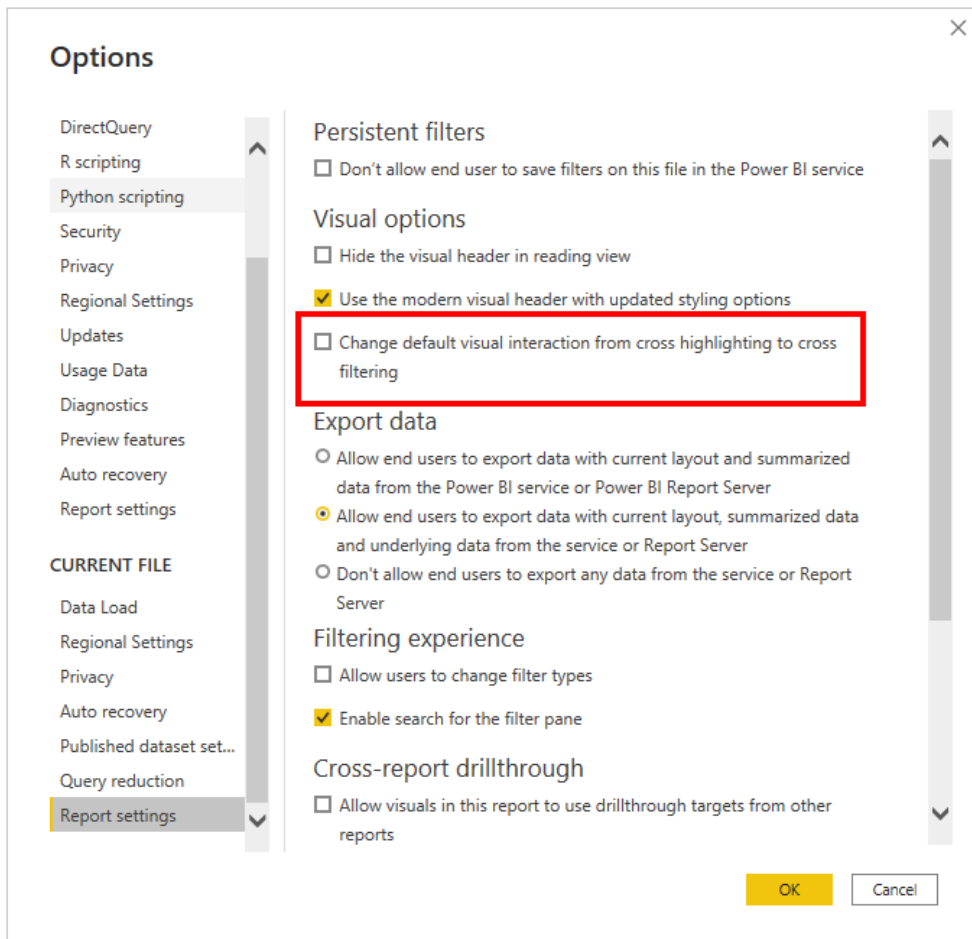 Options
DirectQuery
R scripting
Python scripting
Security
Privacy
Regional Settings
Updates
Usage Data
Diagnostics
Preview features
Auto recovery
Report settings
CURRENT FILE
Data Load
Regional Settings
Privacy
Auto recovery
Published dataset set...
Query reduction
Report settings
Persistent filters
Don't allow end user to save filters on this file in the Power BI service
Visual options
Hide the visual header in reading view
Use the modern visual header with updated styling options
Change default visual interaction from cross highlighting to cross
filtering
Export data
Allow end users to export data with current layout and summarized
data from the Power BI service or Power BI Report Server
Allow end users to export data with current layout, summarized data
and underlying data from the service or Report Server
Don't allow end users to export any data from the service or Report
Server
Filtering experience
Allow users to change filter types
Enable search for the filter pane
Cross-report drillthrough
Allow visuals in this report to use drillthrough targets from other
reports
OK
Cancel